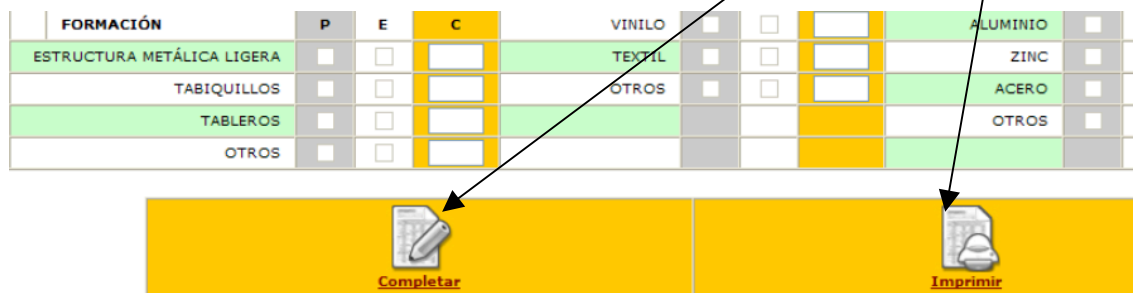 FORMACIÓN P E C VINILO ALUMINIO
ESTRUCTURA METÁLICA LIGERA TEXTIL ZINC
TABIQUILLOS OTROS ACERO
TABLEROS OTROS
OTROS
Completar Imprimir